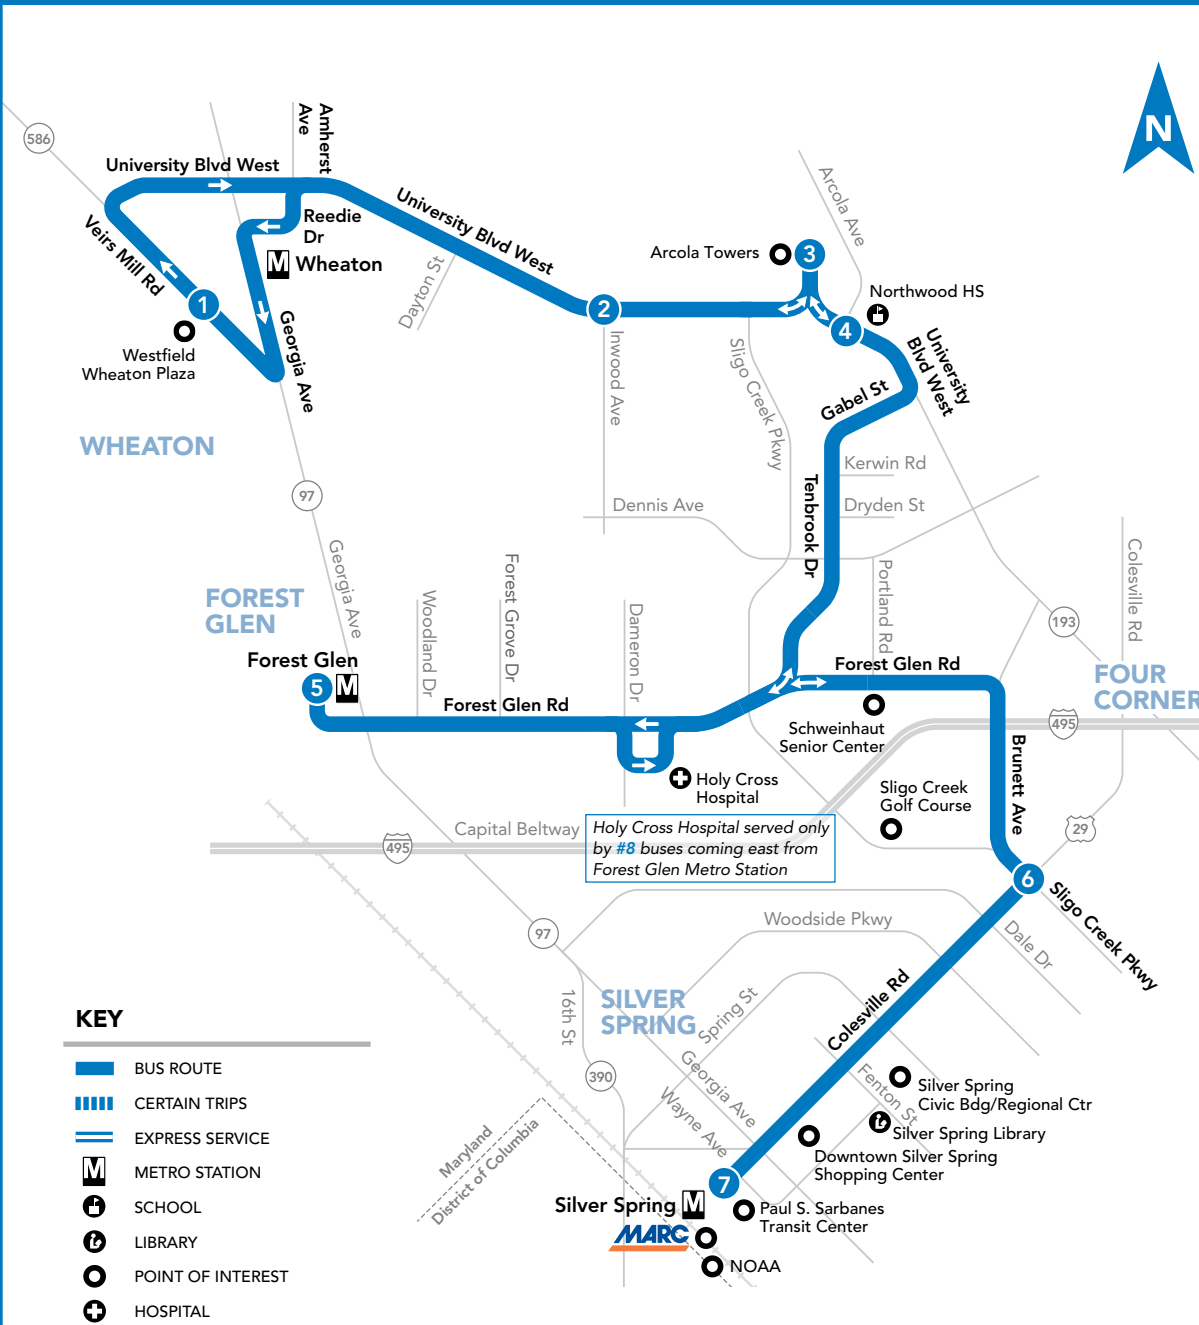 N
586
Amherst
Ave
University Blvd West
Arcola Ave
University Blvd West
Reedie
Dr
Veirs Mill Rd
M Wheaton
Arcola Towers
3
Dayton St
1
Northwood HS
2
4
Westfield
Wheaton Plaza
Georgia Ave
Inwood Ave
Sligo Creek Pkwy
University
Blvd West
Gabel St
WHEATON
Kerwin Rd
97
Dennis Ave
Tenbrook Dr
Dryden St
Georgia Ave
Forest Grove Dr
Portland Rd
Colesville Rd
FOREST
GLEN
Woodland Dr
Dameron Dr
193
Forest Glen
5 M
Forest Glen Rd
Forest Glen Rd
FOUR
CORNER
Schweinhaut
Senior Center
495
Brunett Ave
Holy Cross
Hospital
Sligo Creek
Golf Course
Capital Beltway
495
29
Holy Cross Hospital served only
by #8 buses coming east from
Forest Glen Metro Station
6
Sligo Creek Pkwy
97
Woodside Pkwy
Dale Dr
16th St
SILVER
SPRING
Spring St
Colesville Rd
KEY
BUS ROUTE
CERTAIN TRIPS
EXPRESS SERVICE
M METRO STATION
SCHOOL
LIBRARY
POINT OF INTEREST
HOSPITAL
390
Georgia Ave
Wayne Ave
Fenton St
Silver Spring
Civic Bdg/Regional Ctr
Silver Spring Library
Maryland
District of Columbia
Downtown Silver Spring
Shopping Center
7
Silver Spring M
Paul S. Sarbanes
Transit Center
MARC
NOAA